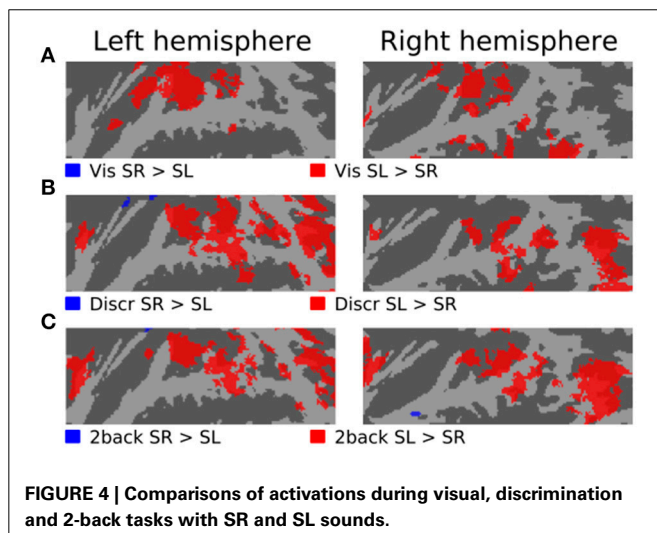 Left hemisphere Right hemisphere
A
Vis SR > SL Vis SL > SR
B
Discr SR > SL Discr SL > SR
C
2back SR > SL 2back SL > SR
FIGURE 4 | Comparisons of activations during visual, discrimination
and 2-back tasks with SR and SL sounds.